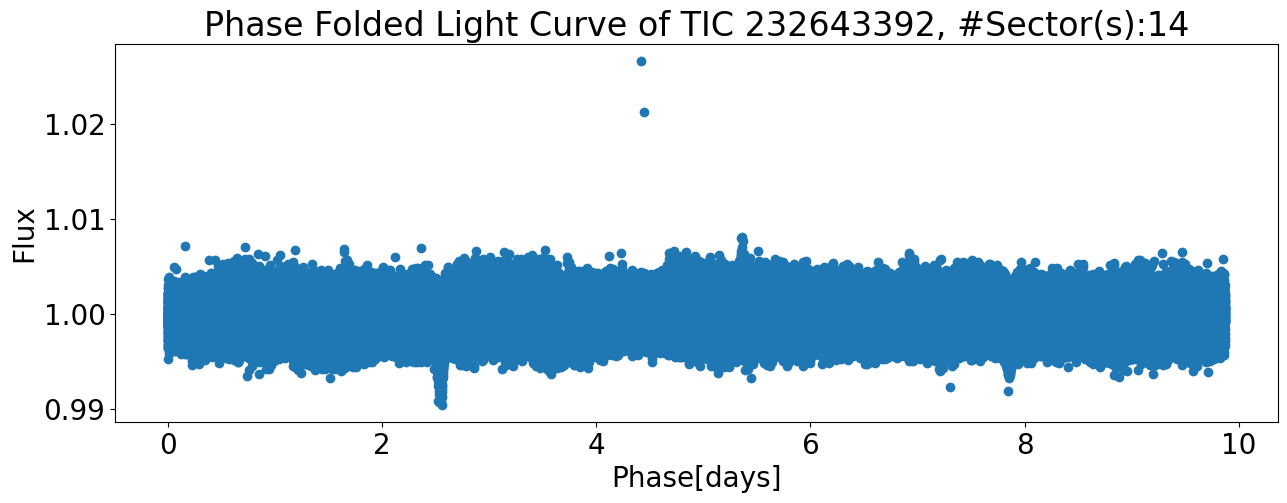 Phase Folded Light Curve of TIC 232643392, #Sector(s):14
Flux
1.02
1.01
1.00
0.99
0 2 4 6 8 10
Phase[days]